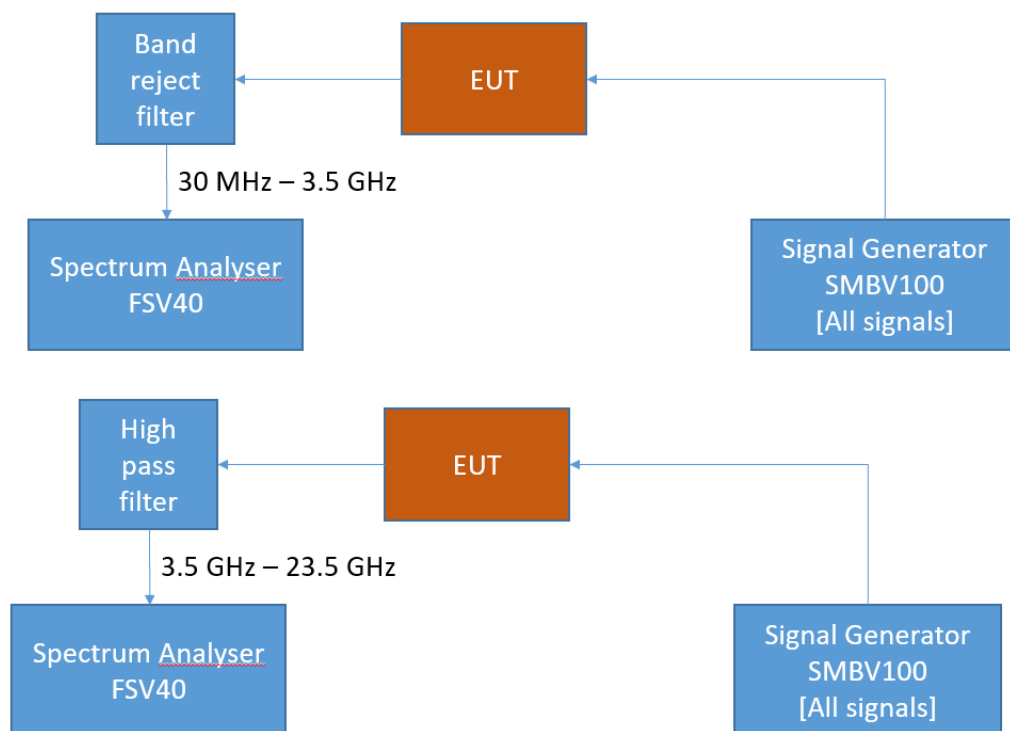 Band
reject
filter
EUT
30 MHz – 3.5 GHz
Spectrum Analyser
FSV40
Signal Generator
SMBV100
[All signals]
High
pass
filter
EUT
3.5 GHz – 23.5 GHz
Spectrum Analyser
FSV40
Signal Generator
SMBV100
[All signals]